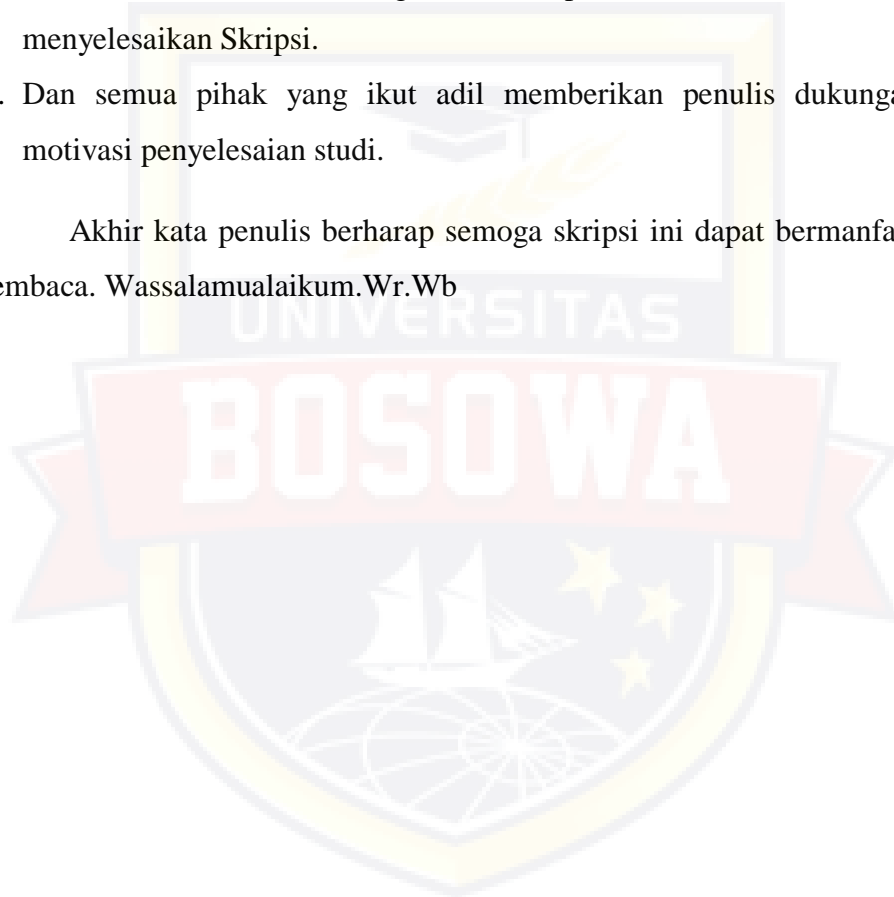 menyelesaikan Skripsi.
. Dan semua pihak yang ikut adil memberikan penulis dukunga
motivasi penyelesaian studi.
Akhir kata penulis berharap semoga skripsi ini dapat bermanfa
embaca. Wassalamualaikum.Wr.Wb
UNIVERSITAS
BOSOWA